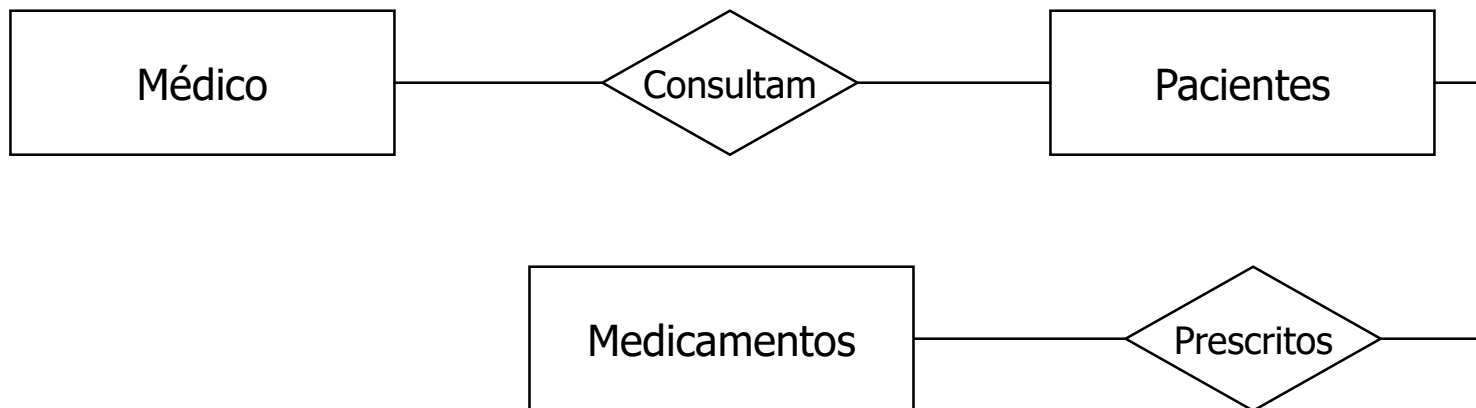 Médico
Consultam
Pacientes
Medicamentos
Prescritos